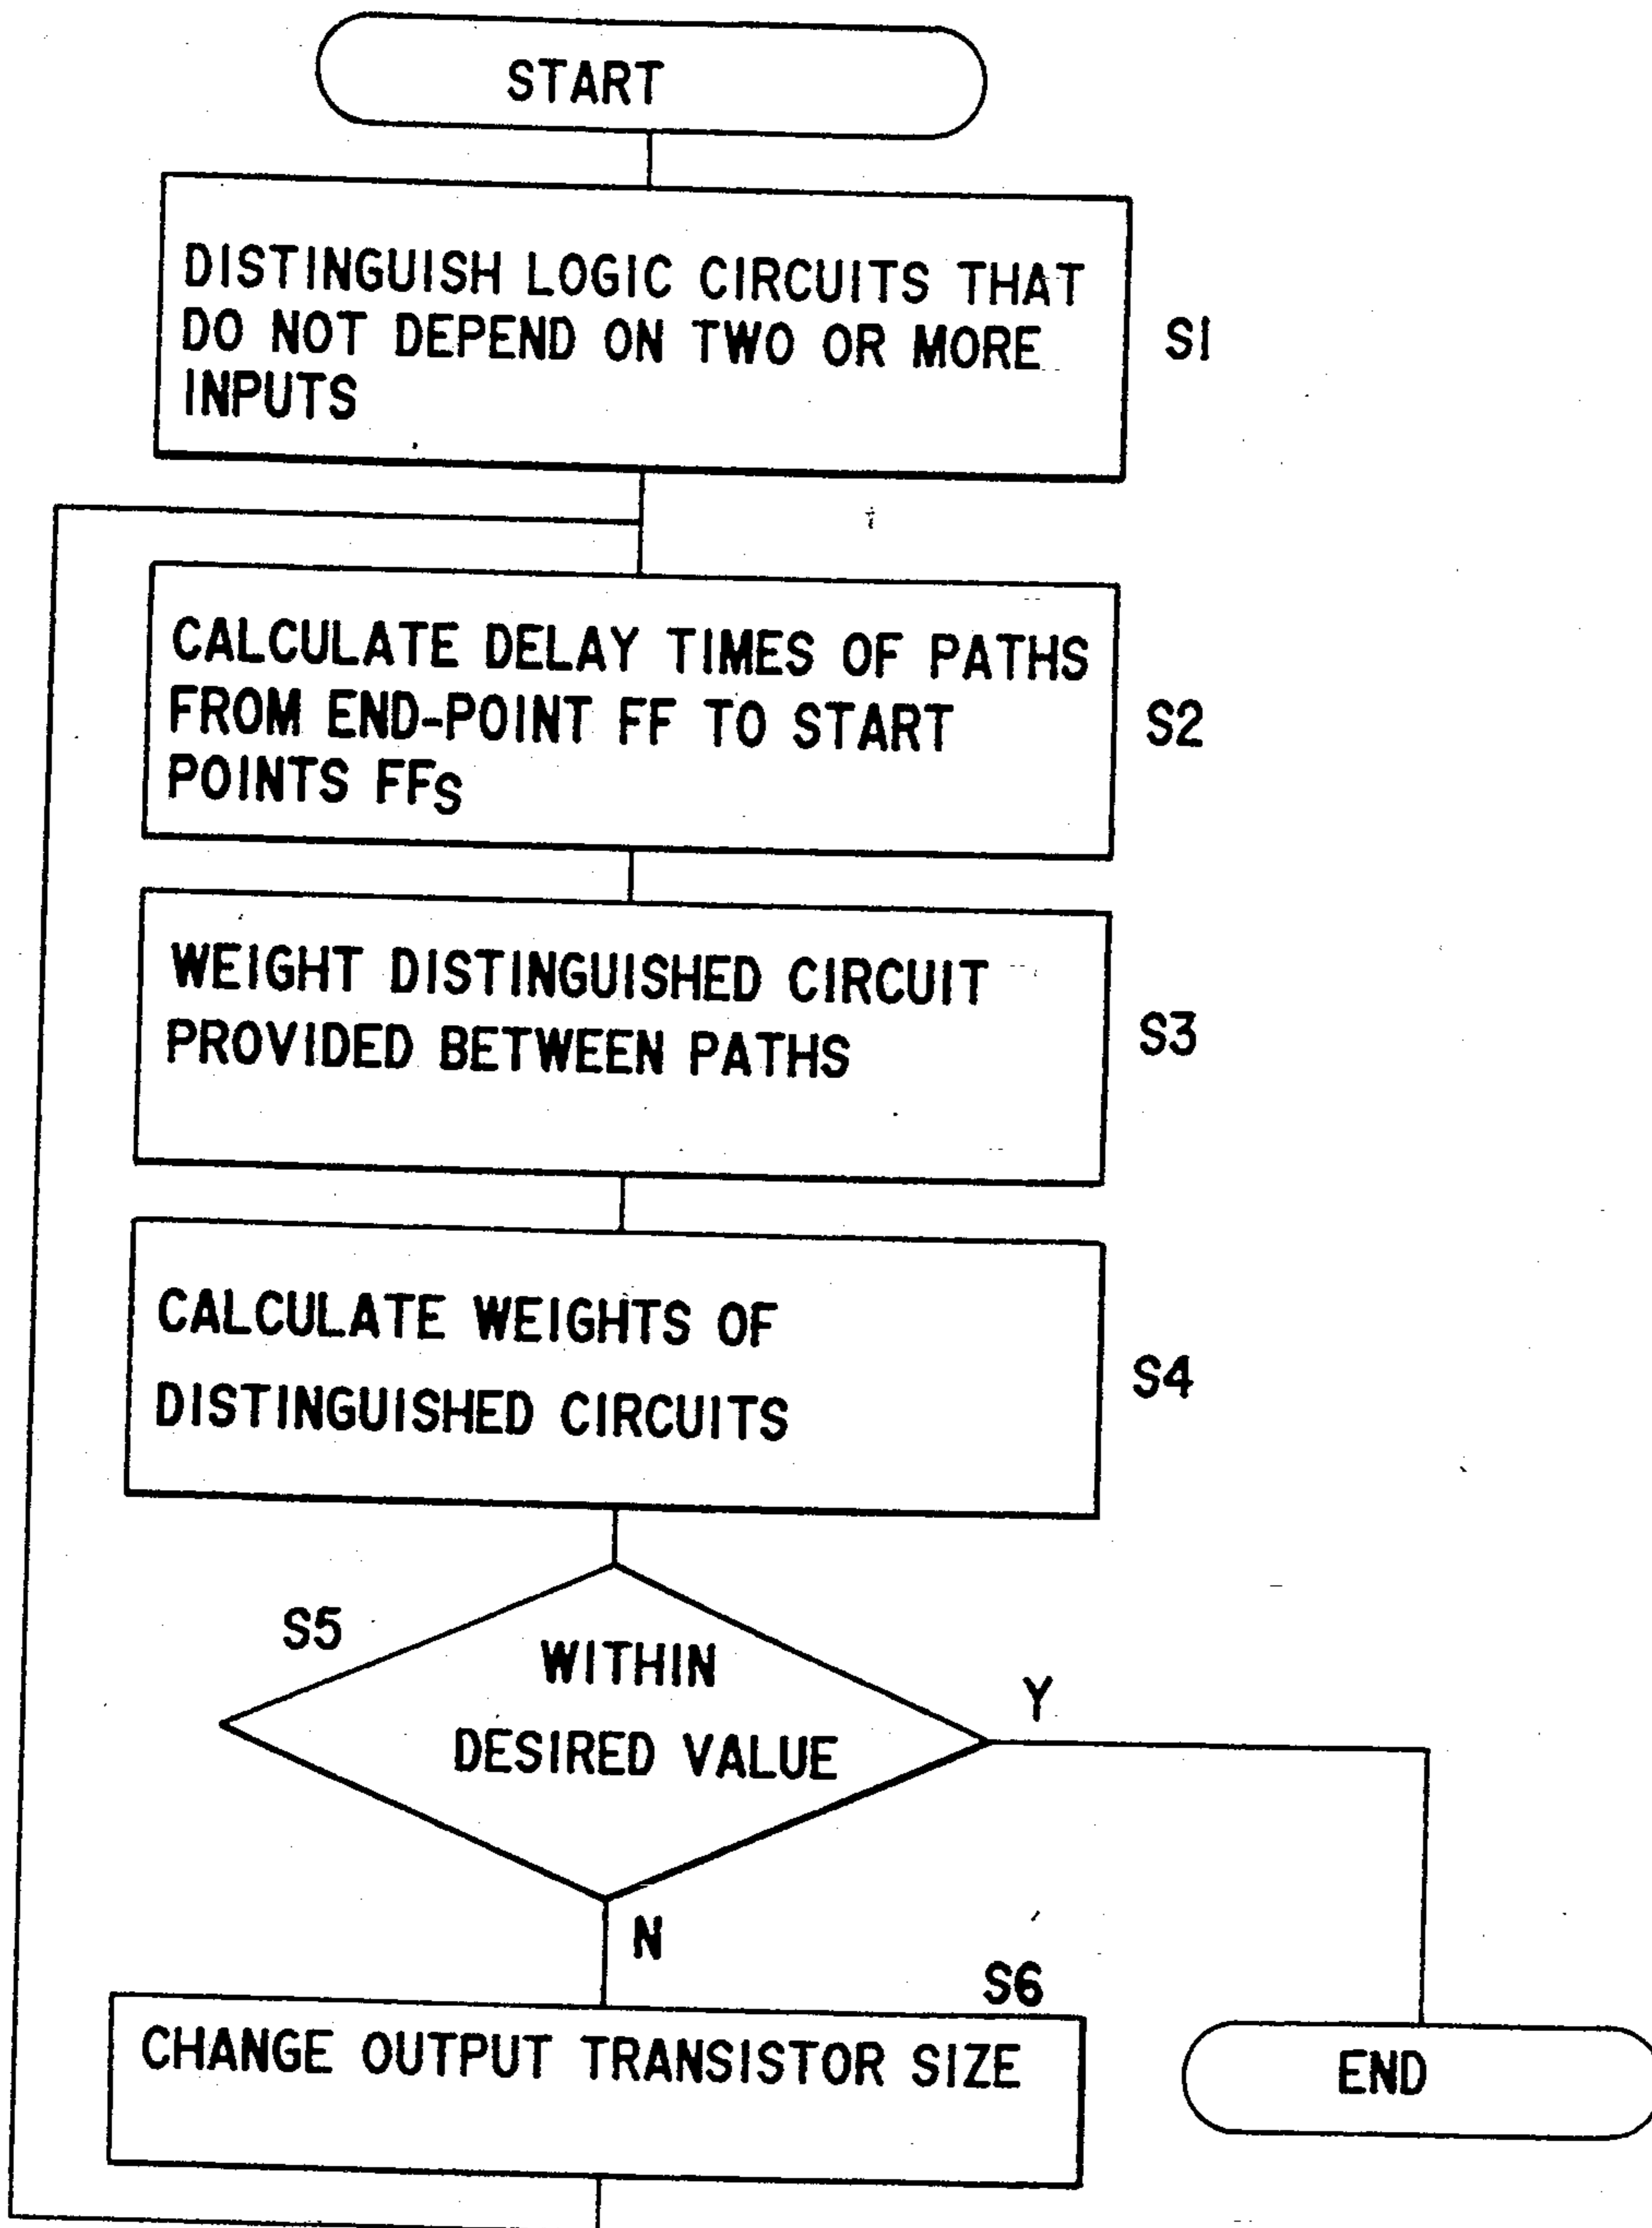 START
DISTINGUISH LOGIC CIRCUITS THAT
DO NOT DEPEND ON TWO OR MORE
INPUTS
S1
CALCULATE DELAY TIMES OF PATHS
FROM END-POINT FF TO START
POINTS FFS
S2
WEIGHT DISTINGUISHED CIRCUIT
PROVIDED BETWEEN PATHS
S3
CALCULATE WEIGHTS OF
DISTINGUISHED CIRCUITS
S4
S5
WITHIN
DESIRED VALUE
Y
N
S6
CHANGE OUTPUT TRANSISTOR SIZE
END